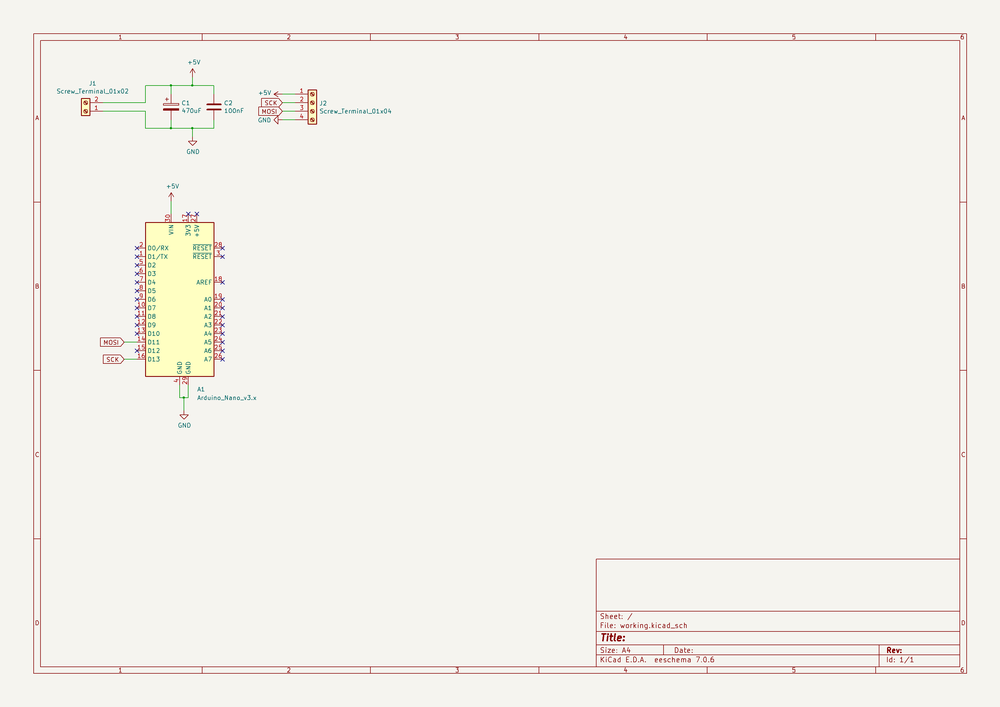 1 2 3 4 5 6
A A
B B
C C
D D
+5V
J1
Screw_Terminal_01x02
2
1
+
C1
470uF
C2
100nF
GND
+5V 1
SCK 2
MOSI 3
GND 4
J2
Screw_Terminal_01x04
+5V
30 17 27
VIN 3V3 +5V
2 D0/RX RESET 28
1 D1/TX RESET 3
5 D2
6 D3
7 D4 AREF 18
8 D5
9 D6 A0 19
10 D7 A1 20
11 D8 A2 21
12 D9 A3 22
13 D10 A4 23
MOSI 14 D11 A5 24
15 D12 A6 25
SCK 16 D13 A7 26
GND GND
4 29
A1
Arduino_Nano_v3.x
GND
Sheet: /
File: working.kicad_sch
Title:
Size: A4 Date: Rev:
KiCad E.D.A. eeschema 7.0.6 Id: 1/1
1 2 3 4 5 6